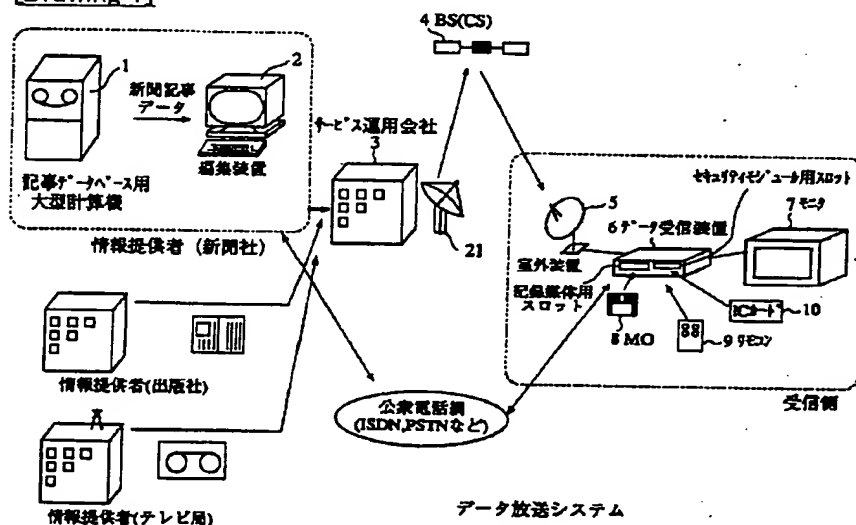 [Drawing 1]
4 BS(CS)
1
新聞記事
データ
2
編集装置
記事データベース用
大型計算機
情報提供者 (新聞社)
サービス運用会社
3
21
セキュリティモジュール用スロット
5
6 データ受信装置
7 モニタ
室外装置
記録媒体用
スロット
8 MO
ICカード
10
9 リモコン
受信側
情報提供者(出版社)
公衆電話網
(ISDN,PSTNなど)
情報提供者(テレビ局)
データ放送システム